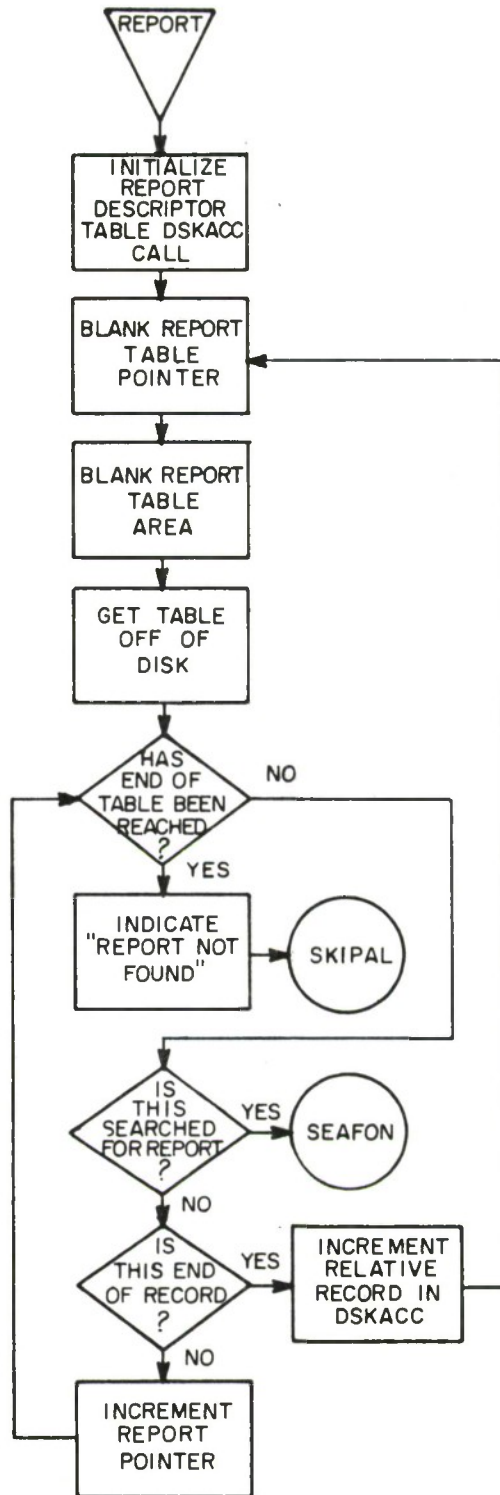 REPORT
INITIALIZE
REPORT
DESCRIPTOR
TABLE DSKACC
CALL
BLANK REPORT
TABLE
POINTER
BLANK REPORT
TABLE
AREA
GET TABLE
OFF OF
DISK
HAS
END OF
TABLE BEEN
REACHED
?
NO
YES
INDICATE
"REPORT NOT
FOUND"
SKIPAL
IS
THIS
SEARCHED
FOR REPORT
?
YES
SEAFON
NO
IS
THIS END
OF RECORD
?
YES
INCREMENT
RELATIVE
RECORD IN
DSKACC
NO
INCREMENT
REPORT
POINTER